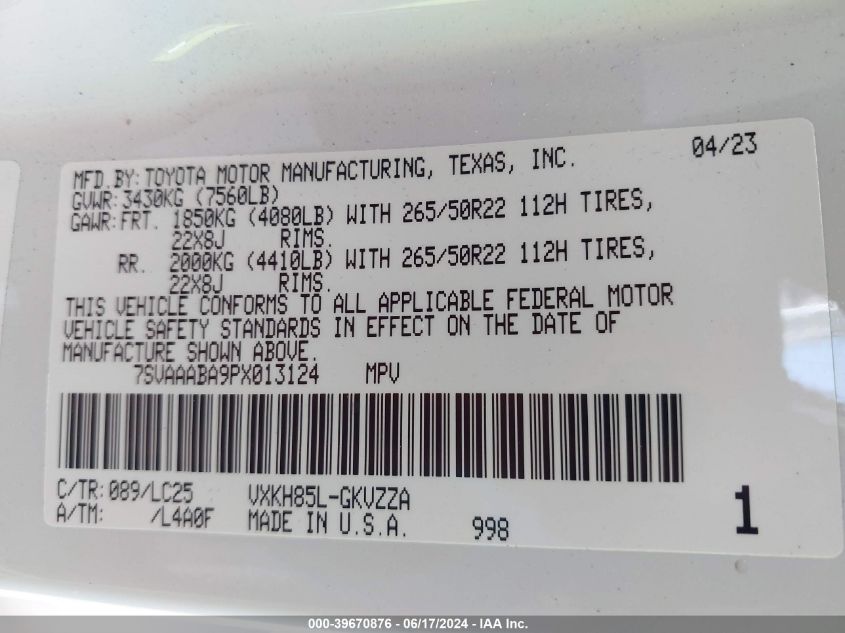 MFD.BY:TOYOTA MOTOR MANUFACTURING, TEXAS, INC. 04/23
GVWR:3430KG (7560LB)
GAWR:FRT. 1850KG (4080LB) WITH 265/50R22 112H TIRES,
22X8J RIMS.
RR. 2000KG (4410LB) WITH 265/50R22 112H TIRES,
22X8J RIMS.
THIS VEHICLE CONFORMS TO ALL APPLICABLE FEDERAL MOTOR
VEHICLE SAFETY STANDARDS IN EFFECT ON THE DATE OF
MANUFACTURE SHOWN ABOVE.
7SVAAABA9PX013124 MPV
C/TR:089/LC25 VXKH85L-GKVZZA
A/TM: /L4A0F MADE IN U.S.A. 998 1
000-39670876 - 06/17/2024 - IAA Inc.